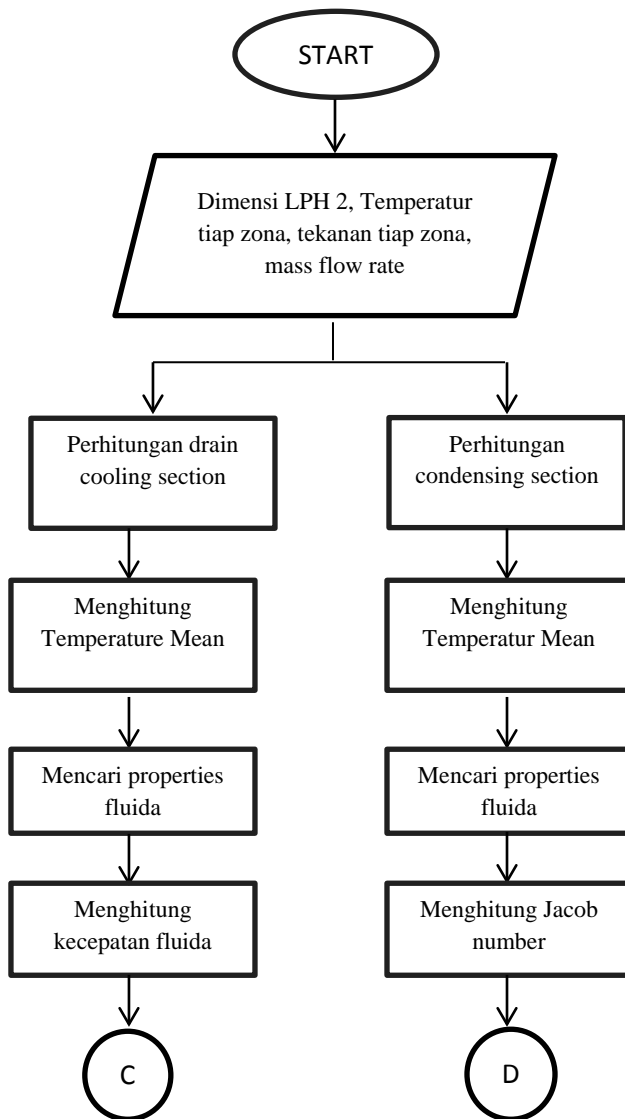 START
Dimensi LPH 2, Temperatur
tiap zona, tekanan tiap zona,
mass flow rate
Perhitungan drain
cooling section
Perhitungan
condensing section
Menghitung
Temperature Mean
Menghitung
Temperatur Mean
Mencari properties
fluida
Mencari properties
fluida
Menghitung
kecepatan fluida
Menghitung Jacob
number
C
D